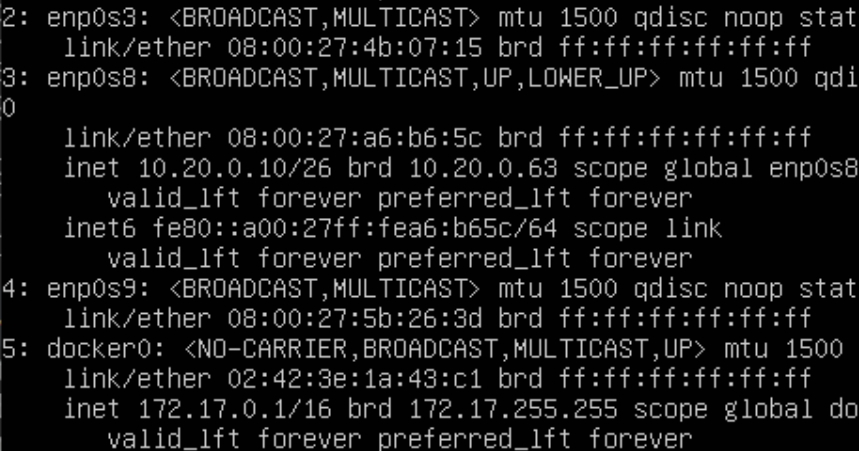 2: enp0s3: <BROADCAST,MULTICAST> mtu 1500 qdisc noop stat
link/ether 08:00:27:4b:07:15 brd ff:ff:ff:ff:ff:ff
3: enp0s8: <BROADCAST,MULTICAST,UP,LOWER_UP> mtu 1500 qdi
0
link/ether 08:00:27:a6:b6:5c brd ff:ff:ff:ff:ff:ff
inet 10.20.0.10/26 brd 10.20.0.63 scope global enp0s8
valid_lft forever preferred_lft forever
inet6 fe80::a00:27ff:fea6:b65c/64 scope link
valid_lft forever preferred_lft forever
4: enp0s9: <BROADCAST,MULTICAST> mtu 1500 qdisc noop stat
link/ether 08:00:27:5b:26:3d brd ff:ff:ff:ff:ff:ff
5: docker0: <NO-CARRIER,BROADCAST,MULTICAST,UP> mtu 1500
link/ether 02:42:3e:1a:43:c1 brd ff:ff:ff:ff:ff:ff
inet 172.17.0.1/16 brd 172.17.255.255 scope global do
valid_lft forever preferred_lft forever